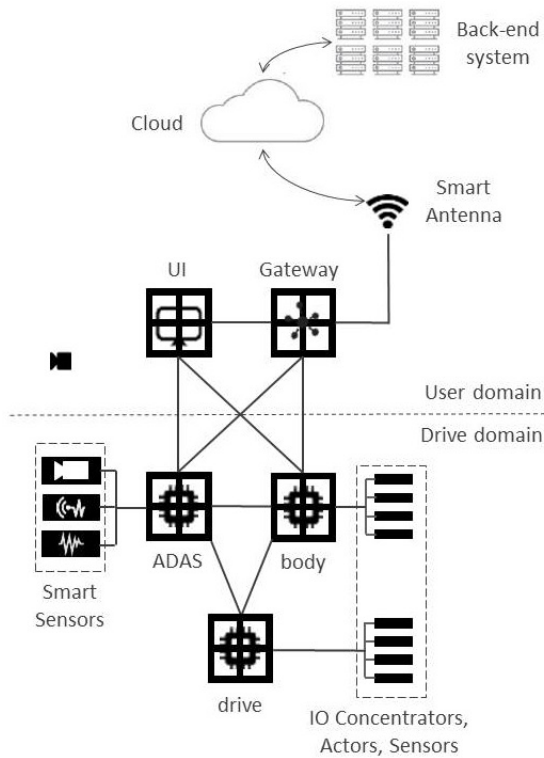 Back-end
system
Cloud
Smart
Antenna
UI
Gateway
User domain
Drive domain
ADAS
body
Smart
Sensors
drive
IO Concentrators,
Actors, Sensors